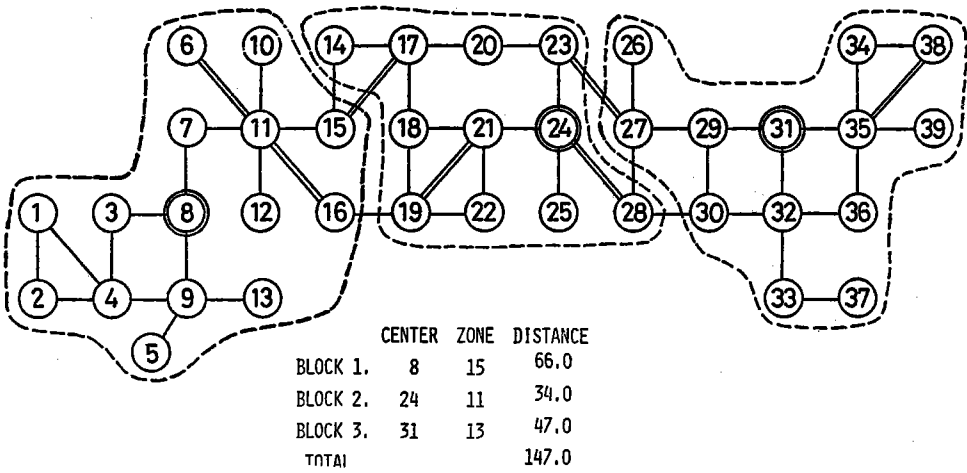 6 10 14 17 20 23 26 34 38
7 11 15 18 21 24 27 29 31 35 39
1 3 8 12 16 19 22 25 28 30 32 36
2 4 9 13 33 37
5
CENTER ZONE DISTANCE
BLOCK 1. 8 15 66.0
BLOCK 2. 24 11 34.0
BLOCK 3. 31 13 47.0
TOTAL 147.0